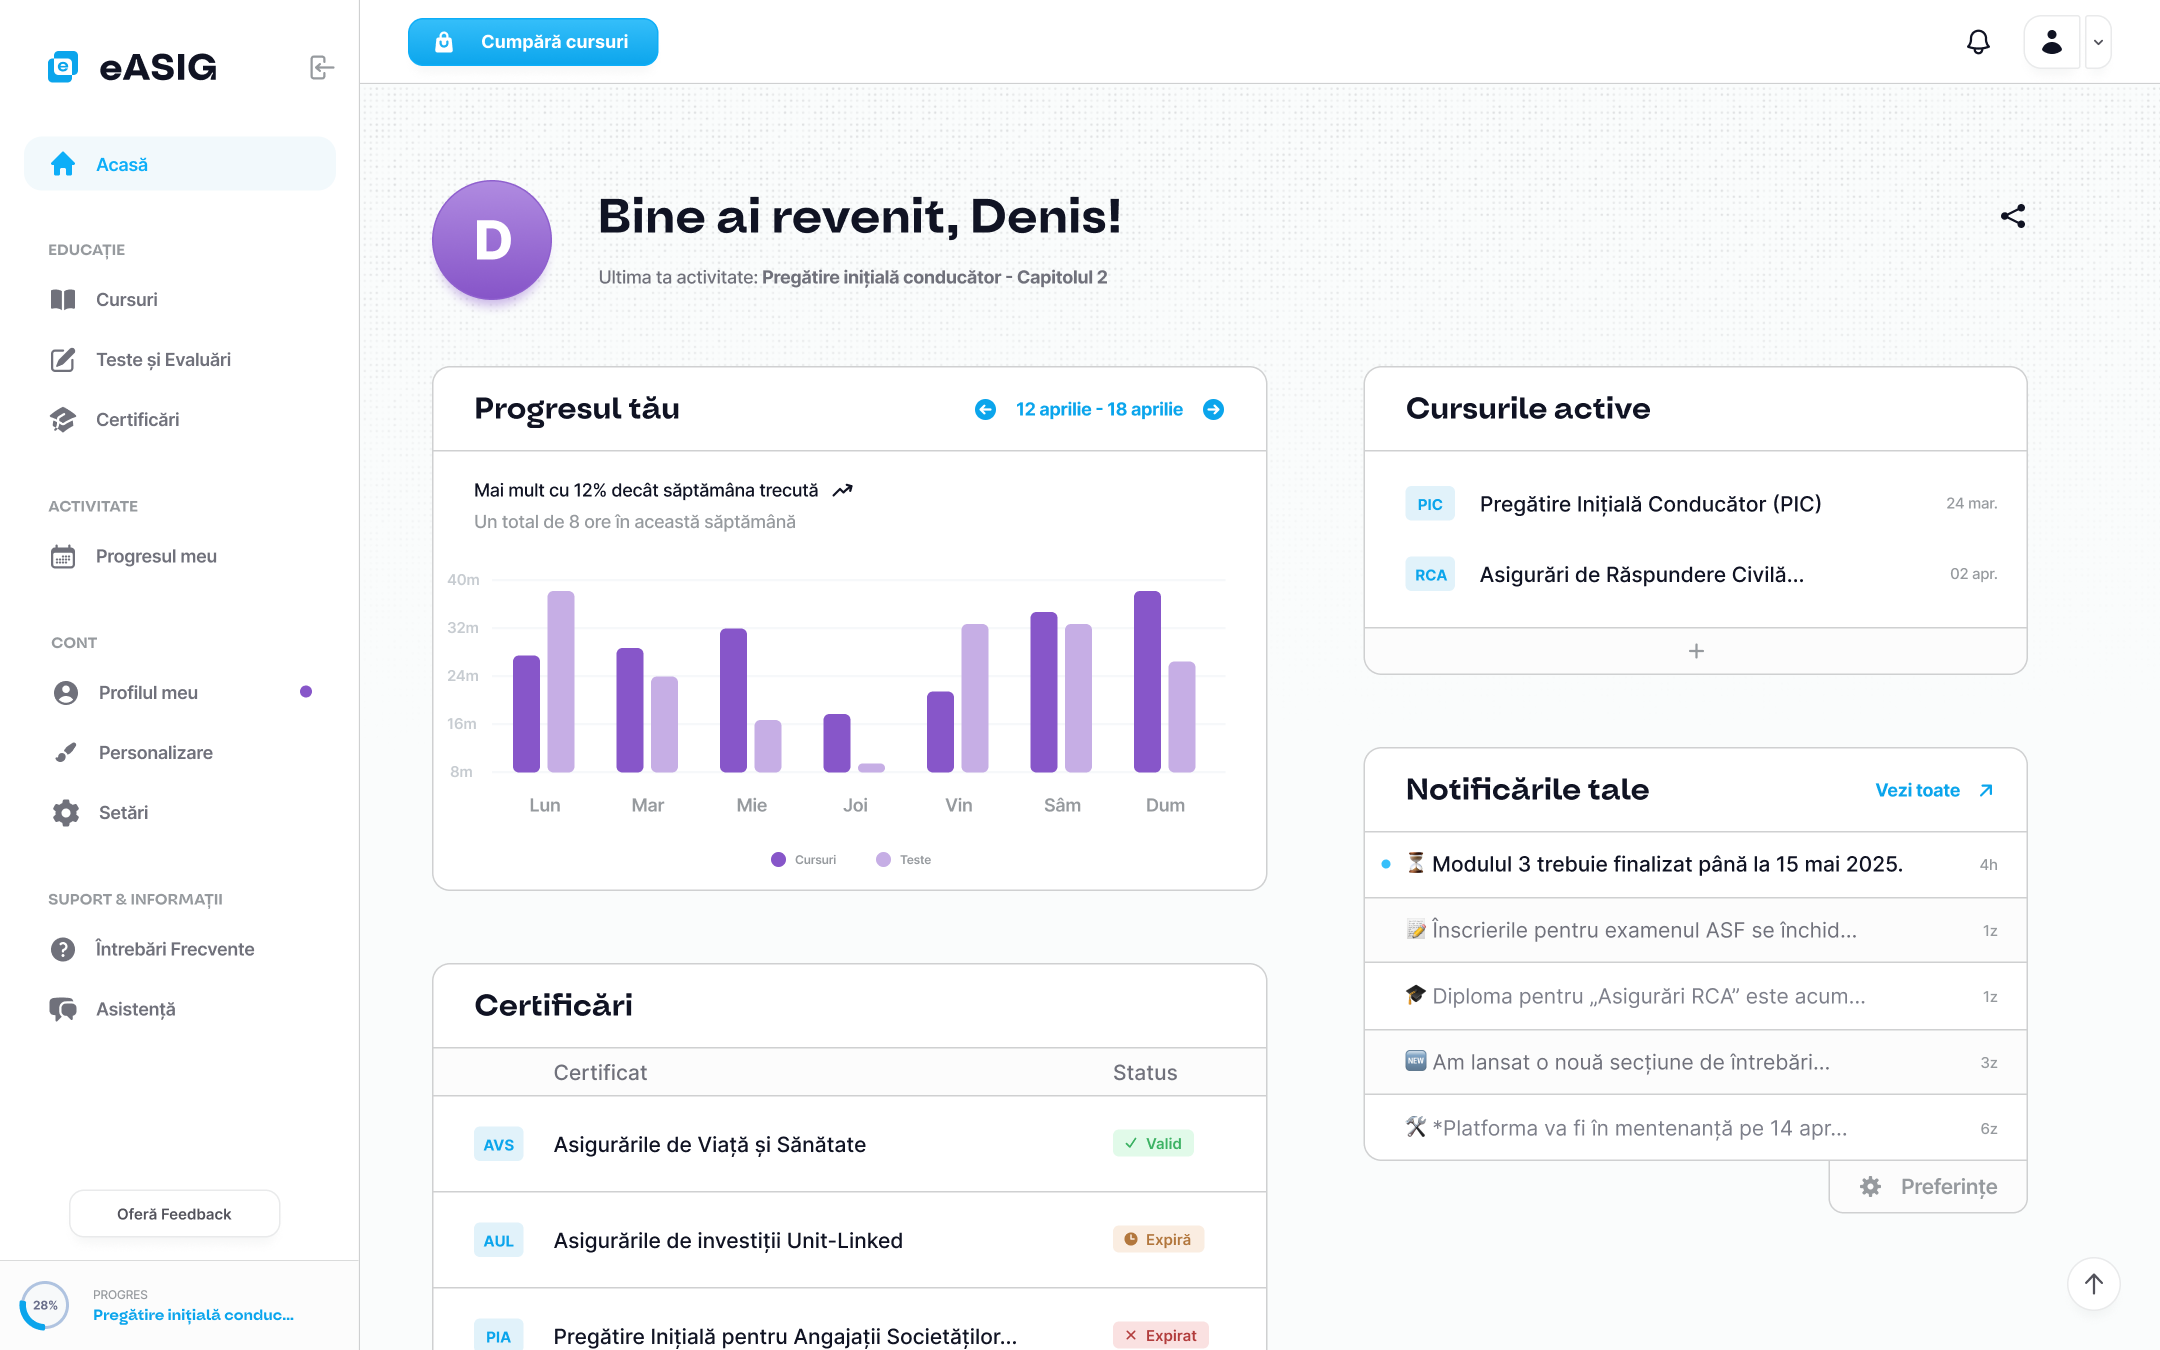 eASIG
Cumpără cursuri
Acasă
EDUCAȚIE
Cursuri
Teste și Evaluări
Certificări
ACTIVITATE
Progresul meu
CONT
Profilul meu
Personalizare
Setări
SUPORT & INFORMAȚII
Întrebări Frecvente
Asistență
Oferă Feedback
28%
PROGRES
Pregătire inițială conduc...
D
Bine ai revenit, Denis!
Ultima ta activitate: Pregătire inițială conducător - Capitolul 2
Progresul tău
12 aprilie - 18 aprilie
Mai mult cu 12% decât săptămâna trecută
Un total de 8 ore în această săptămână
40m
32m
24m
16m
8m
Lun Mar Mie Joi Vin Sâm Dum
Cursuri Teste
Certificări
Certificat Status
AVS Asigurările de Viață și Sănătate Valid
AUL Asigurările de investiții Unit-Linked Expiră
PIA Pregătire Inițială pentru Angajații Societăților... Expirat
Cursurile active
PIC Pregătire Inițială Conducător (PIC) 24 mar.
RCA Asigurări de Răspundere Civilă... 02 apr.
+
Notificările tale
Vezi toate
⏳ Modulul 3 trebuie finalizat până la 15 mai 2025. 4h
📝 Înscrierile pentru examenul ASF se închid... 1z
🎓 Diploma pentru „Asigurări RCA” este acum... 1z
🆕 Am lansat o nouă secțiune de întrebări... 3z
🛠 *Platforma va fi în mentenanță pe 14 apr... 6z
Preferințe